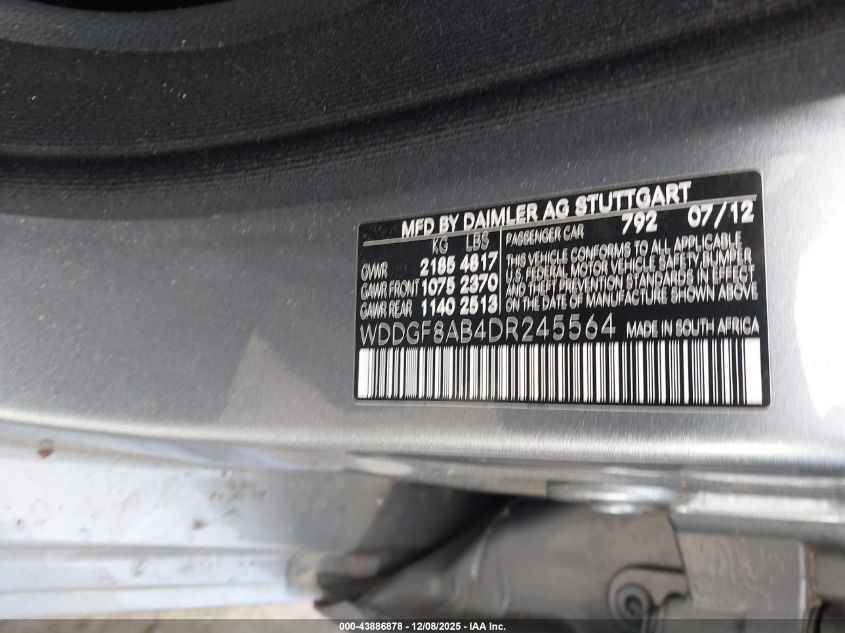 MFD BY DAIMLER AG STUTTGART
KG LBS
GVWR 2185 4817
GAWR FRONT 1075 2370
GAWR REAR 1140 2513
PASSENGER CAR 792 07/12
THIS VEHICLE CONFORMS TO ALL APPLICABLE
U.S. FEDERAL MOTOR VEHICLE SAFETY BUMPER
AND THEFT PREVENTION STANDARDS IN EFFECT
ON THE DATE OF MANUFACTURE SHOWN ABOVE
WDDGF8AB4DR245564 MADE IN SOUTH AFRICA
000-43886878 - 12/08/2025 - IAA Inc.